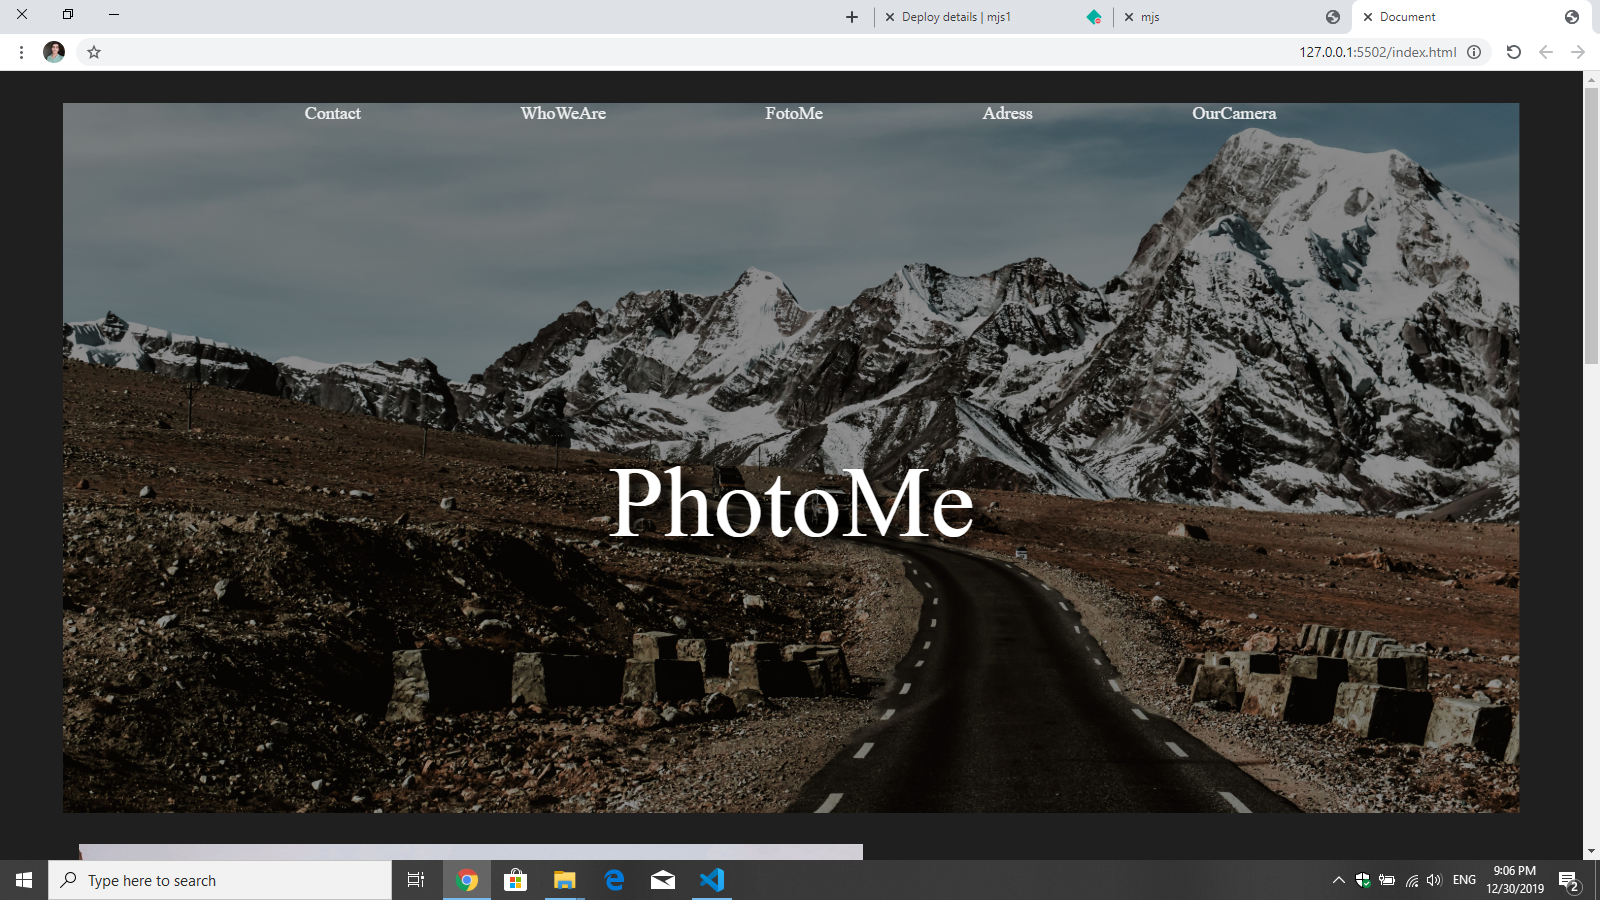 Deploy details | mjs1
mjs
Document
127.0.0.1:5502/index.html
Contact
WhoWeAre
FotoMe
Adress
OurCamera
PhotoMe
Type here to search
ENG
9:06 PM
12/30/2019
2